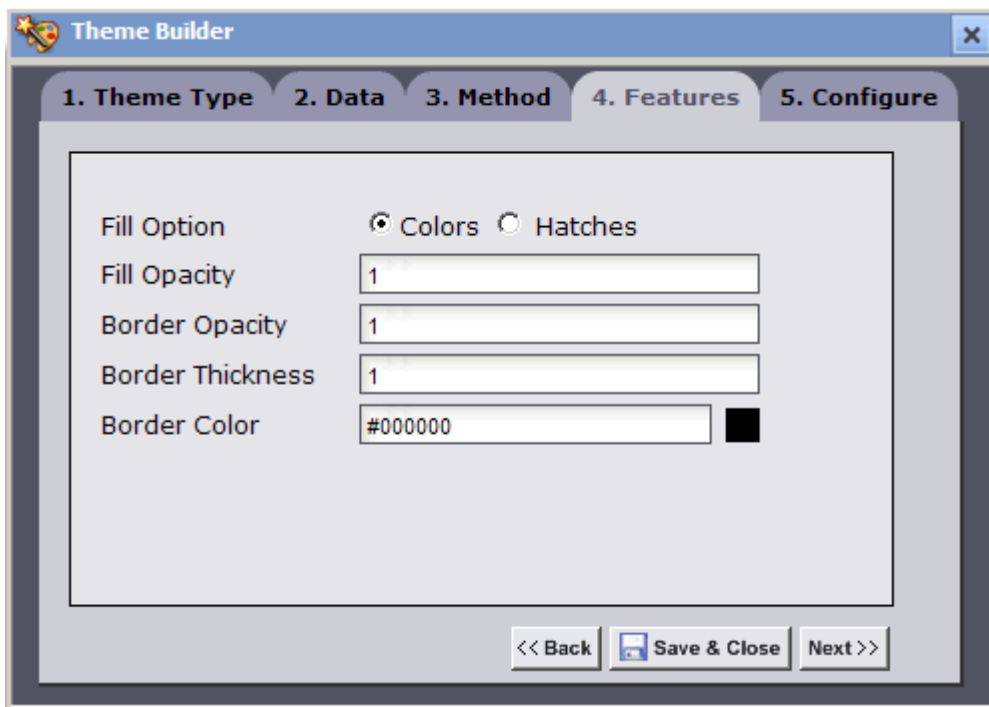 Theme Builder
1. Theme Type 2. Data 3. Method 4. Features 5. Configure
Fill Option Colors Hatches
Fill Opacity 1
Border Opacity 1
Border Thickness 1
Border Color #000000
<< Back Save & Close Next >>